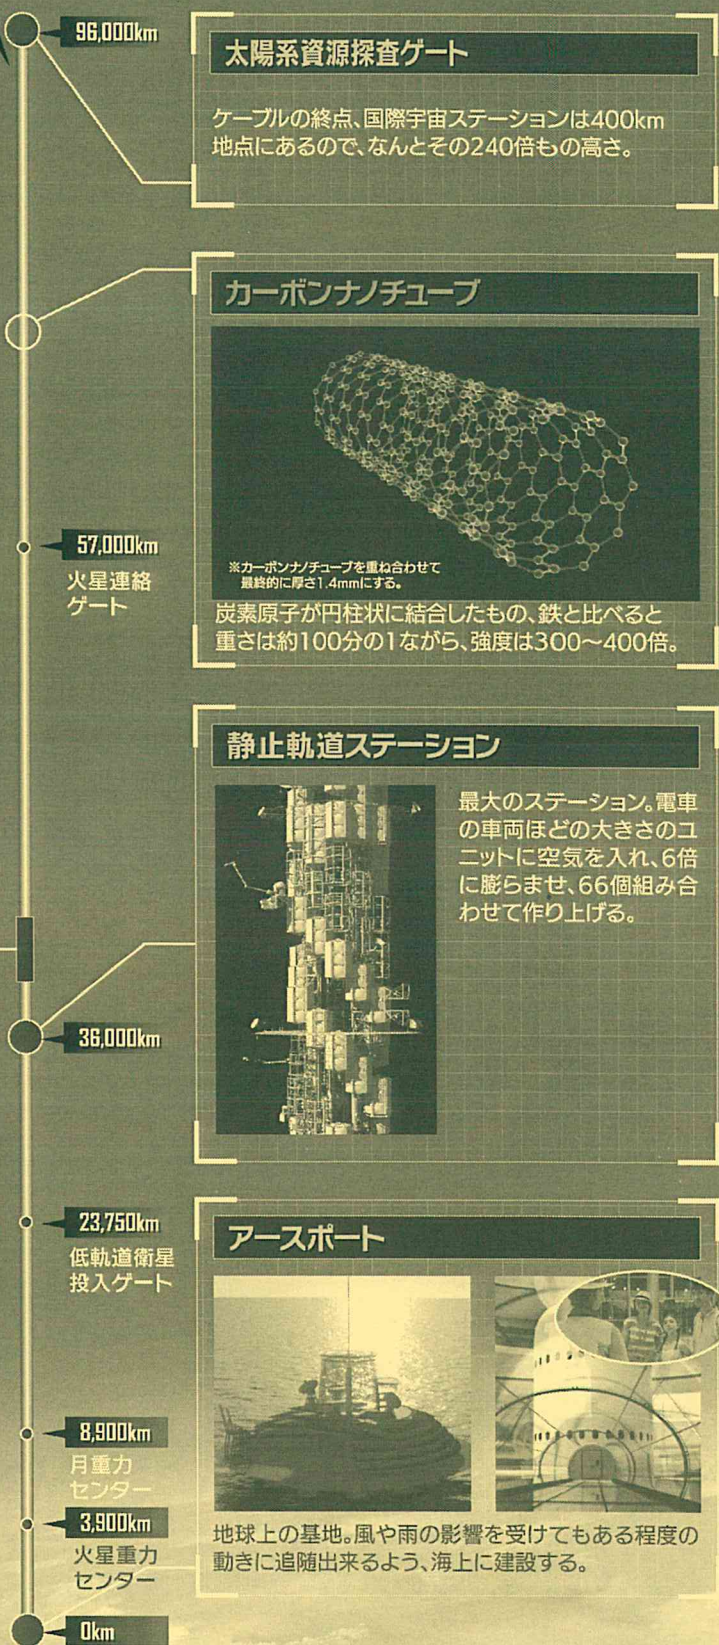 96,000km
太陽系資源探査ゲート
ケーブルの終点、国際宇宙ステーションは400km
地点にあるので、なんとその240倍もの高さ。
カーボンナノチューブ
※カーボンナノチューブを重ね合わせて
最終的に厚さ1.4mmにする。
炭素原子が円柱状に結合したもの、鉄と比べると
重さは約100分の1ながら、強度は300〜400倍。
57,000km
火星連絡
ゲート
静止軌道ステーション
最大のステーション。電車
の車両ほどの大きさのユ
ニットに空気を入れ、6倍
に膨らませ、66個組み合
わせて作り上げる。
36,000km
23,750km
低軌道衛星
投入ゲート
アースポート
地球上の基地。風や雨の影響を受けてもある程度の
動きに追随出来るよう、海上に建設する。
8,900km
月重力
センター
3,900km
火星重力
センター
0km